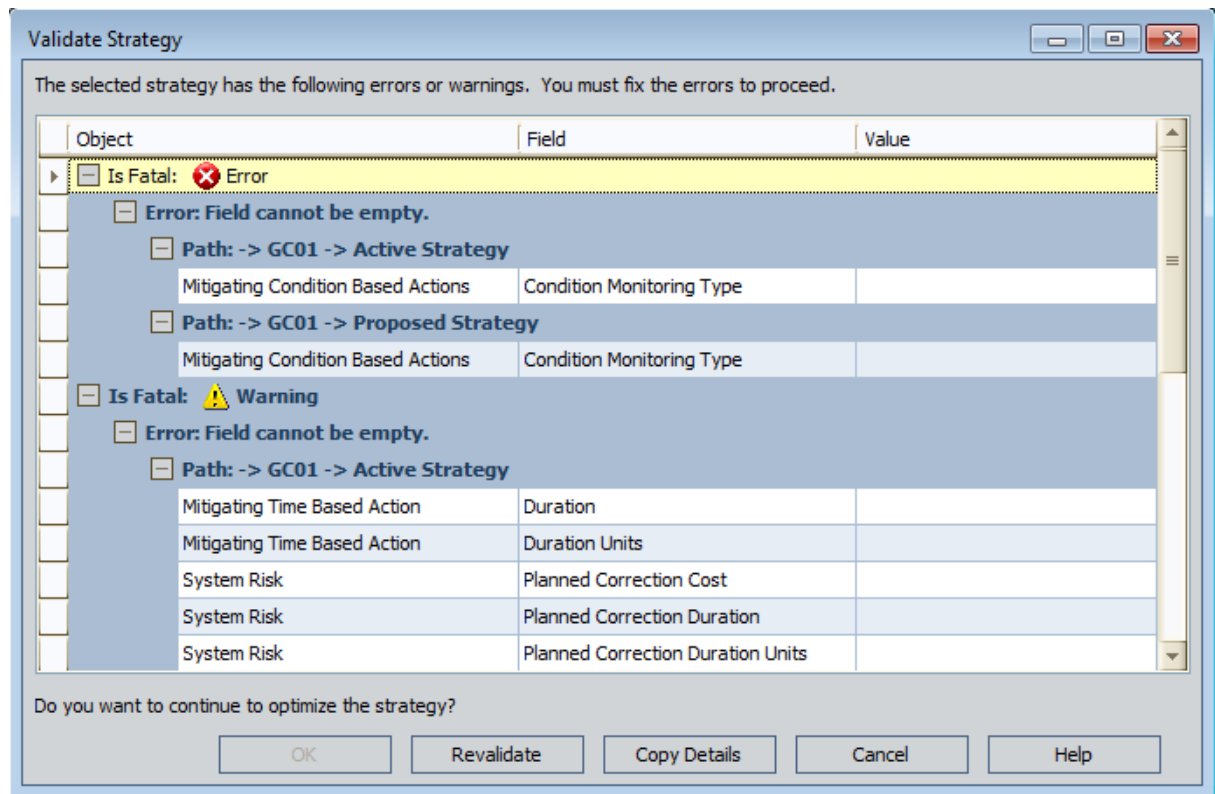 Validate Strategy
The selected strategy has the following errors or warnings.  You must fix the errors to proceed.
Object Field Value
Is Fatal: Error
Error: Field cannot be empty.
Path: -> GC01 -> Active Strategy
Mitigating Condition Based Actions Condition Monitoring Type
Path: -> GC01 -> Proposed Strategy
Mitigating Condition Based Actions Condition Monitoring Type
Is Fatal: Warning
Error: Field cannot be empty.
Path: -> GC01 -> Active Strategy
Mitigating Time Based Action Duration
Mitigating Time Based Action Duration Units
System Risk Planned Correction Cost
System Risk Planned Correction Duration
System Risk Planned Correction Duration Units
Do you want to continue to optimize the strategy?
OK Revalidate Copy Details Cancel Help